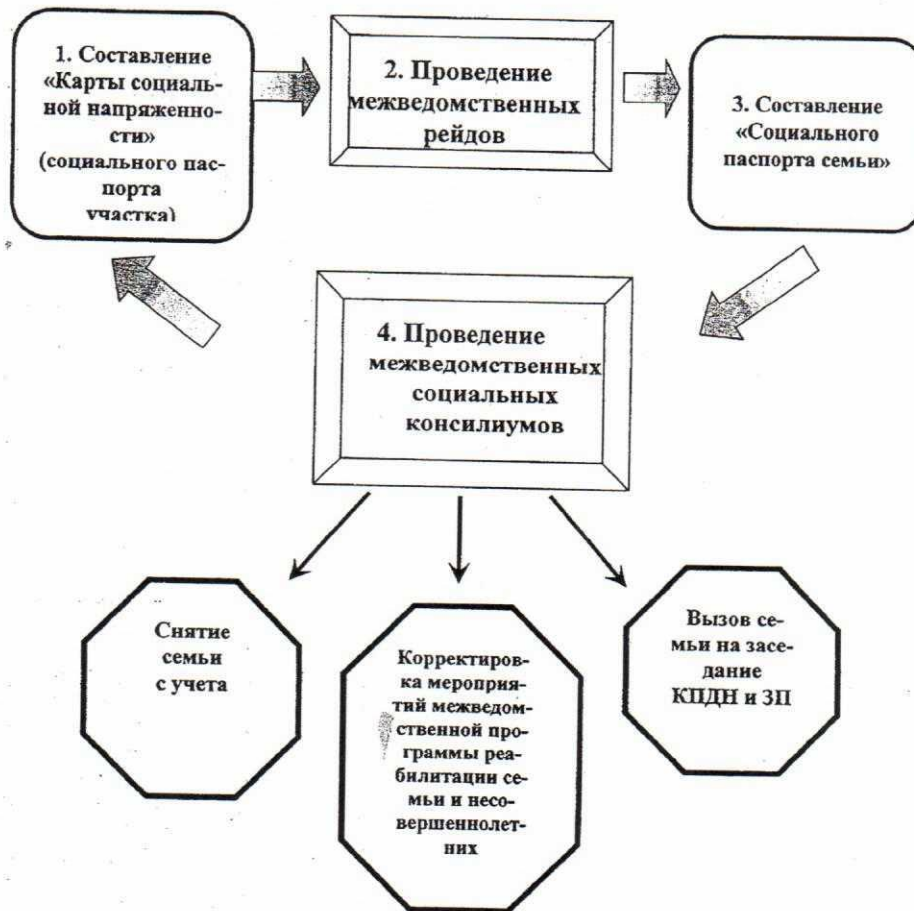 1. Составление
«Карты социаль-
ной напряженно-
сти»
(социального пас-
порта
участка)
2. Проведение
межведомственных
рейдов
3. Составление
«Социального
паспорта семьи»
4. Проведение
межведомственных
социальных
консилиумов
Снятие
семьи
с учета
Корректиров-
ка мероприя-
тий межведом-
ственной про-
граммы реа-
билитации се-
мьи и несо-
вершеннолет-
них
Вызов се-
мьи на засе-
дание
КПДН и ЗП